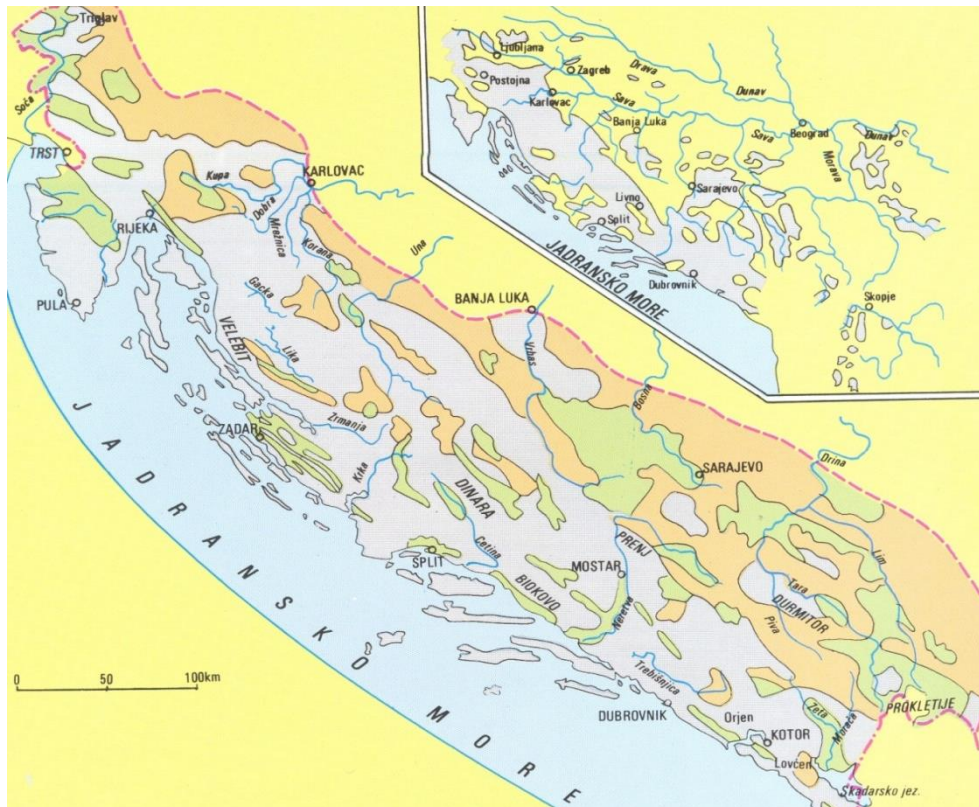 Triglav
Soča
TRST
RIJEKA
PULA
Kupa
Dobra
Mrežnica
KARLOVAC
Korana
Una
Gacka
Lika
VELEBIT
ZADAR
Zrmanja
Krka
BANJA LUKA
Vrbas
Bosna
SARAJEVO
Drina
DINARA
Cetina
SPLIT
BIOKOVO
MOSTAR
PRENJ
Neretva
Tara
DURMITOR
Piva
Lim
Trebišnjica
DUBROVNIK
Orjen
KOTOR
Lovćen
Zeta
Morača
PROKLETIJE
Skadarsko jez.
JADRANSKO MORE
0 50 100km
Ljubljana
Postojna
Zagreb
Karlovac
Drava
Dunav
Sava
Banja Luka
Sava
Beograd
Dunav
Morava
Livno
Sarajevo
Split
Dubrovnik
Skopje
JADRANSKO MORE